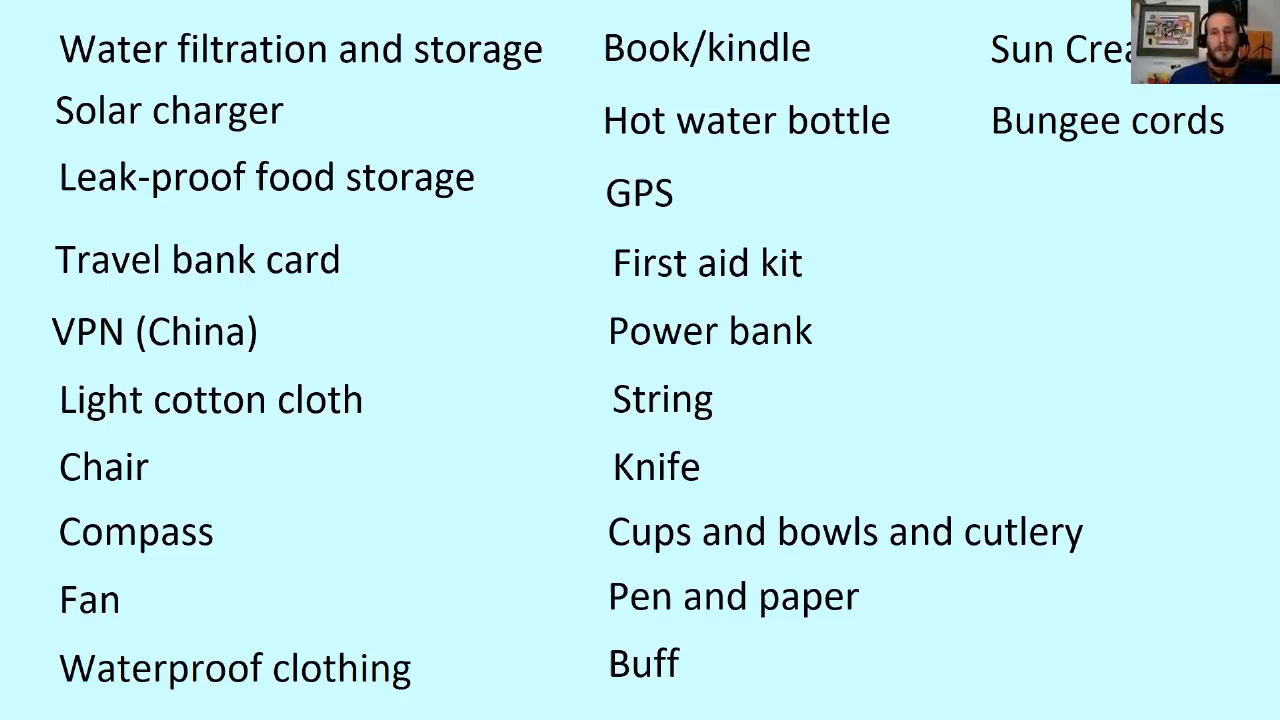 Water filtration and storage
Solar charger
Leak-proof food storage
Travel bank card
VPN (China)
Light cotton cloth
Chair
Compass
Fan
Waterproof clothing
Book/kindle
Hot water bottle
GPS
First aid kit
Power bank
String
Knife
Cups and bowls and cutlery
Pen and paper
Buff
Sun
Bungee cords